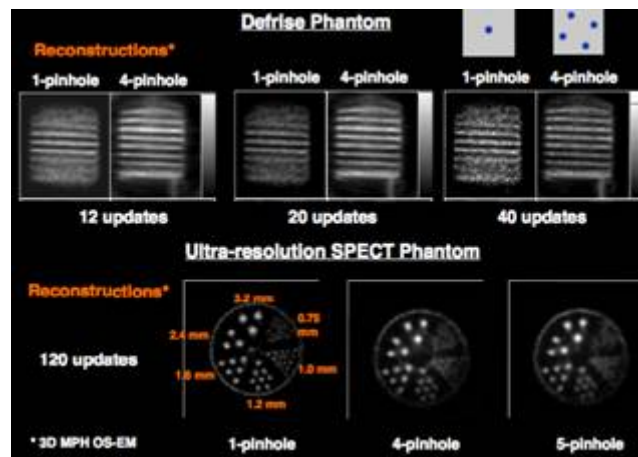 Defrise Phantom
Reconstructions*
1-pinhole 4-pinhole 1-pinhole 4-pinhole 1-pinhole 4-pinhole
12 updates 20 updates 40 updates
Ultra-resolution SPECT Phantom
Reconstructions*
3.2 mm
0.75 mm
2.4 mm
120 updates
1.6 mm
1.0 mm
1.2 mm
* 3D MPH OS-EM 1-pinhole 4-pinhole 5-pinhole